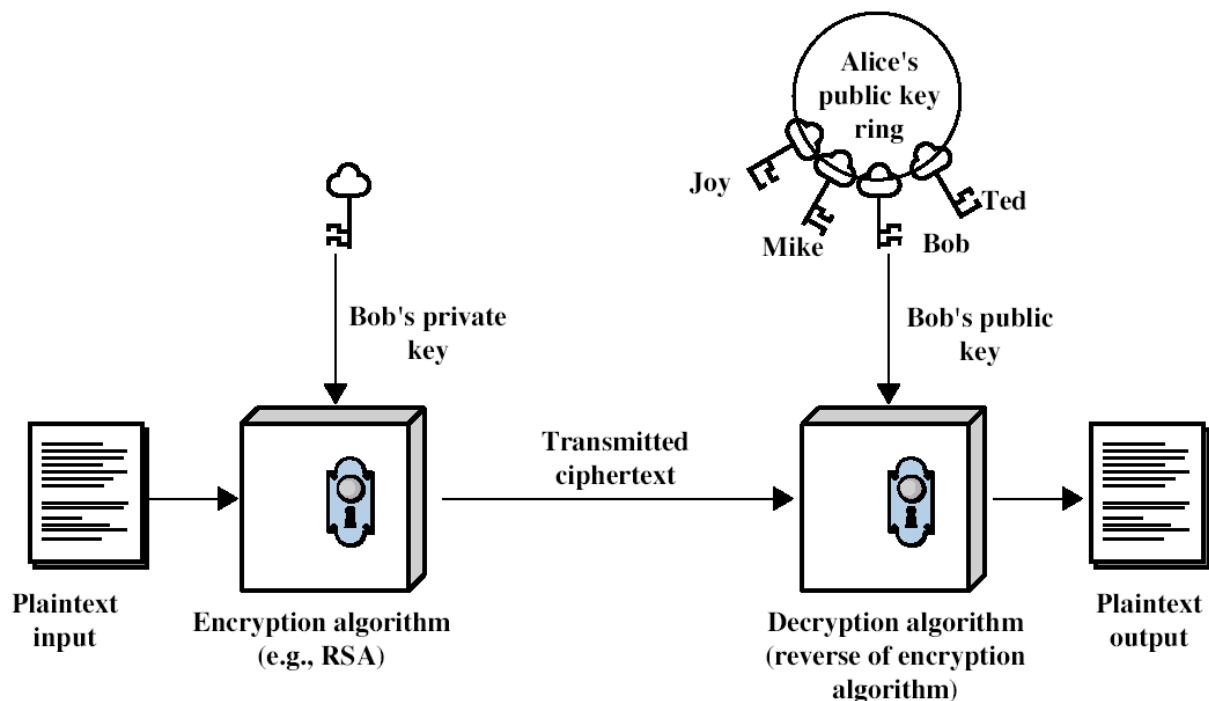 Alice's
public key
ring
Joy
Ted
Mike
Bob
Bob's private
key
Bob's public
key
Transmitted
ciphertext
Plaintext
input
Encryption algorithm
(e.g., RSA)
Decryption algorithm
(reverse of encryption
algorithm)
Plaintext
output